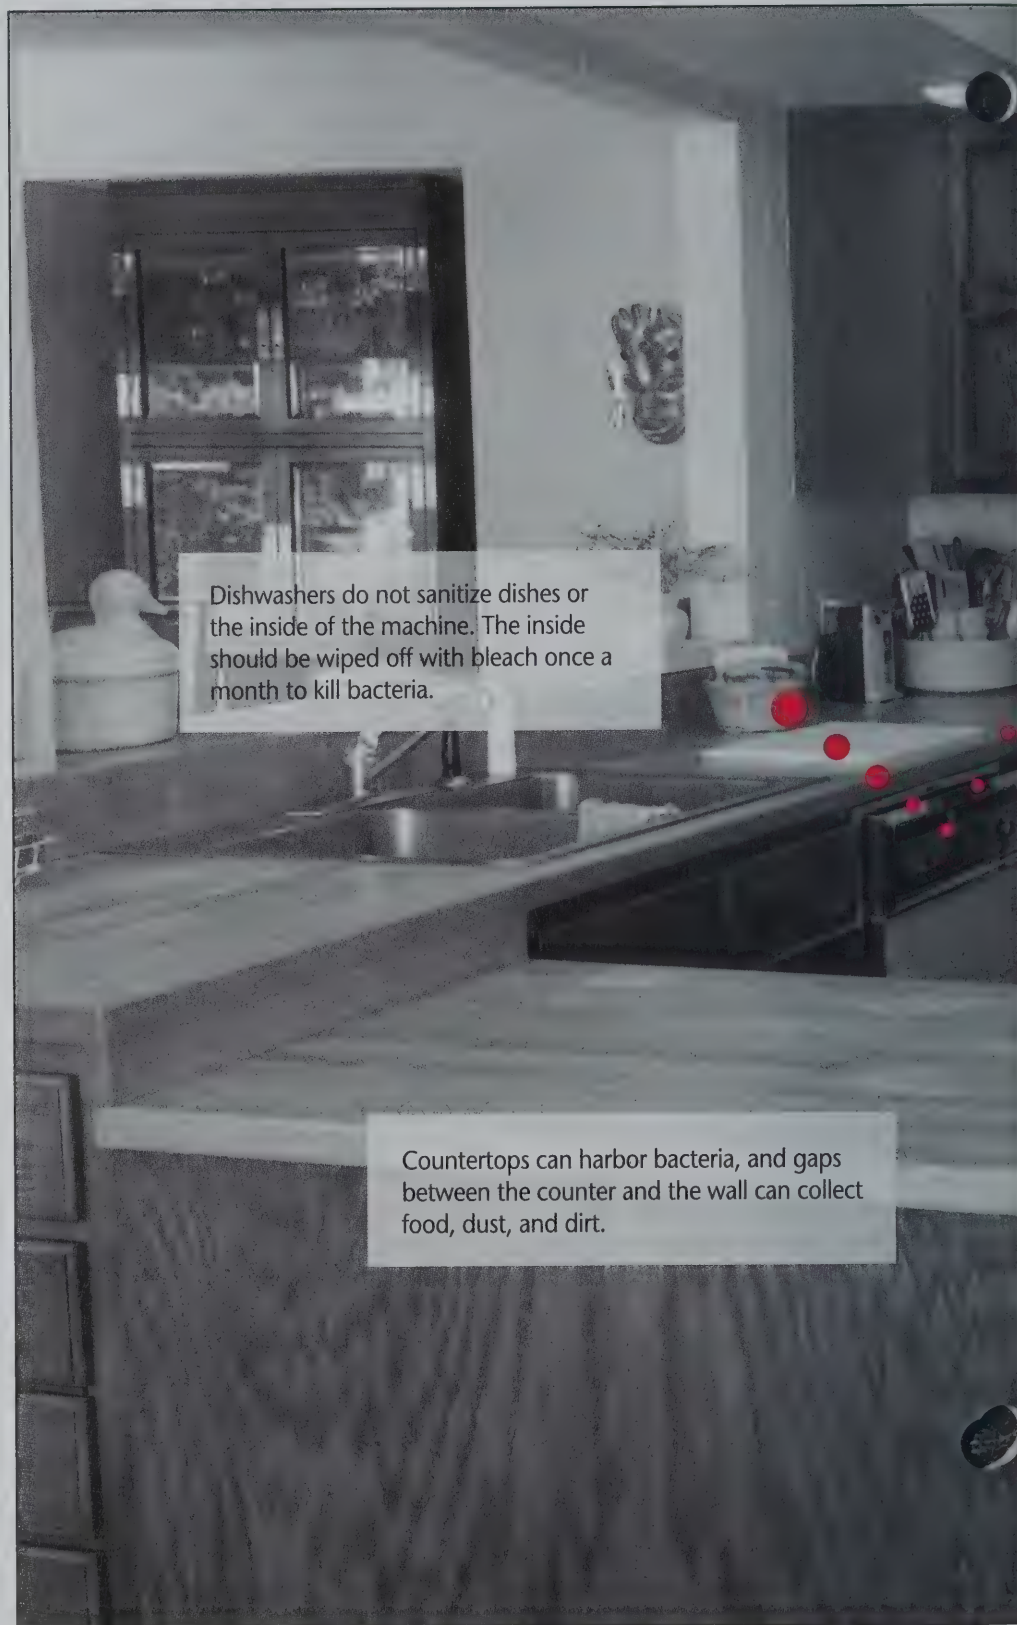 Dishwashers do not sanitize dishes or
the inside of the machine. The inside
should be wiped off with bleach once a
month to kill bacteria.
Countertops can harbor bacteria, and gaps
between the counter and the wall can collect
food, dust, and dirt.